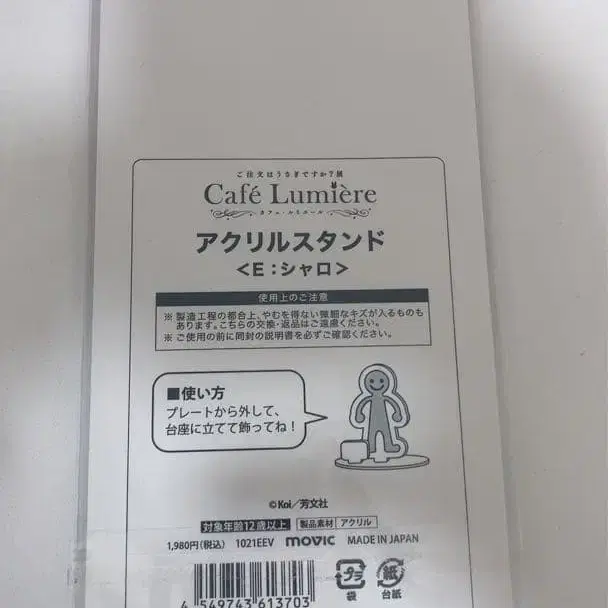 ご注文はうさぎですか？展
Café Lumière
カフェ・ルミエール
アクリルスタンド
＜E：シャロ＞
使用上のご注意
※ 製造工程の都合上、やむを得ない微細なキズが入るものも
あります。こちらの交換・返品はご遠慮ください。
※ ご使用の前に同封の説明書を必ずご確認ください。
■使い方
プレートから外して、
台座に立てて飾ってね！
©Koi／芳文社
対象年齢12歳以上 製品素材 アクリル
1,980円（税込） 1021EEV movic MADE IN JAPAN
プラ 紙
袋 台紙
4 549743 613703